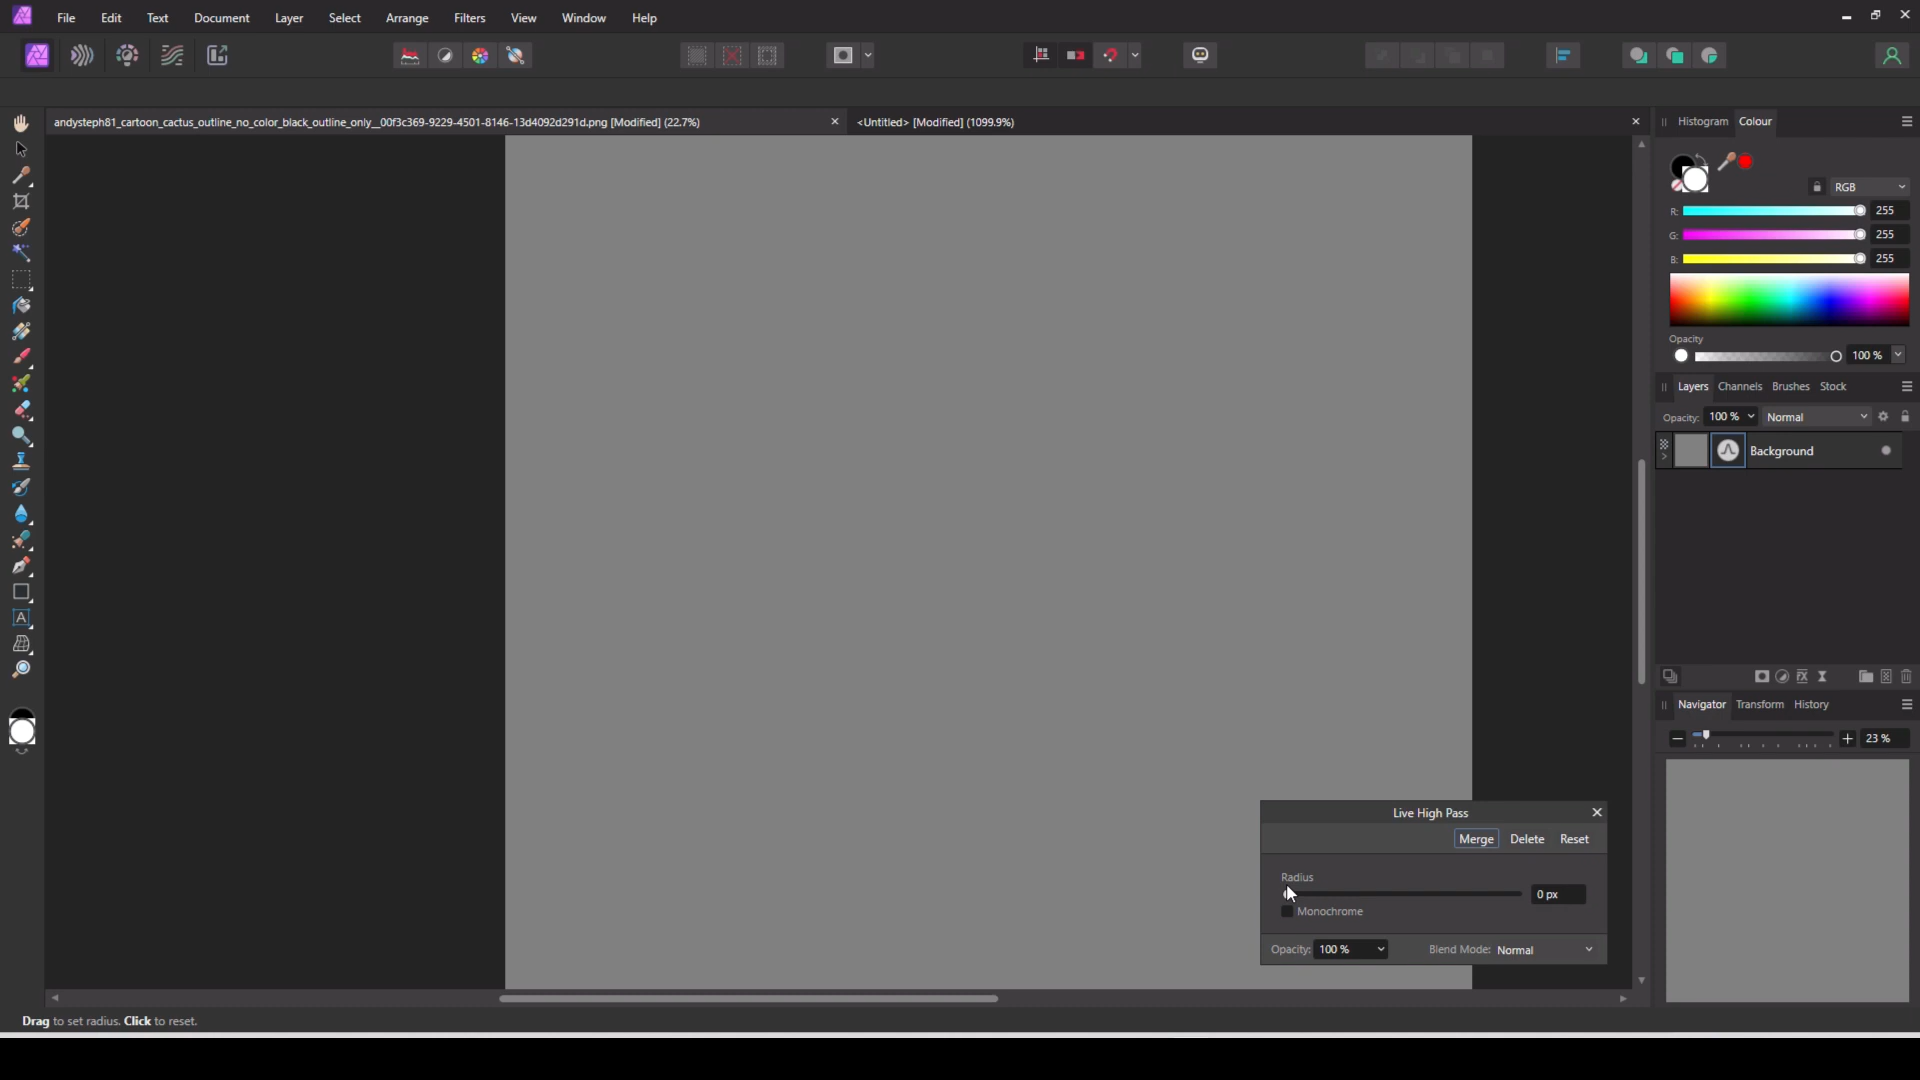 File Edit Text Document Layer Select Arrange Filters View Window Help
andysteph81_cartoon_cactus_outline_no_color_black_outline_only__00f3c369-9229-4501-8146-13d4092d291d.png [Modified] (22.7%)
<Untitled> [Modified] (1099.9%)
Histogram Colour
RGB
R: 255
G: 255
B: 255
Opacity
100 %
Layers Channels Brushes Stock
Opacity: 100 % Normal
Background
Navigator Transform History
23 %
Live High Pass
Merge Delete Reset
Radius
0 px
Monochrome
Opacity: 100 % Blend Mode: Normal
Drag to set radius. Click to reset.